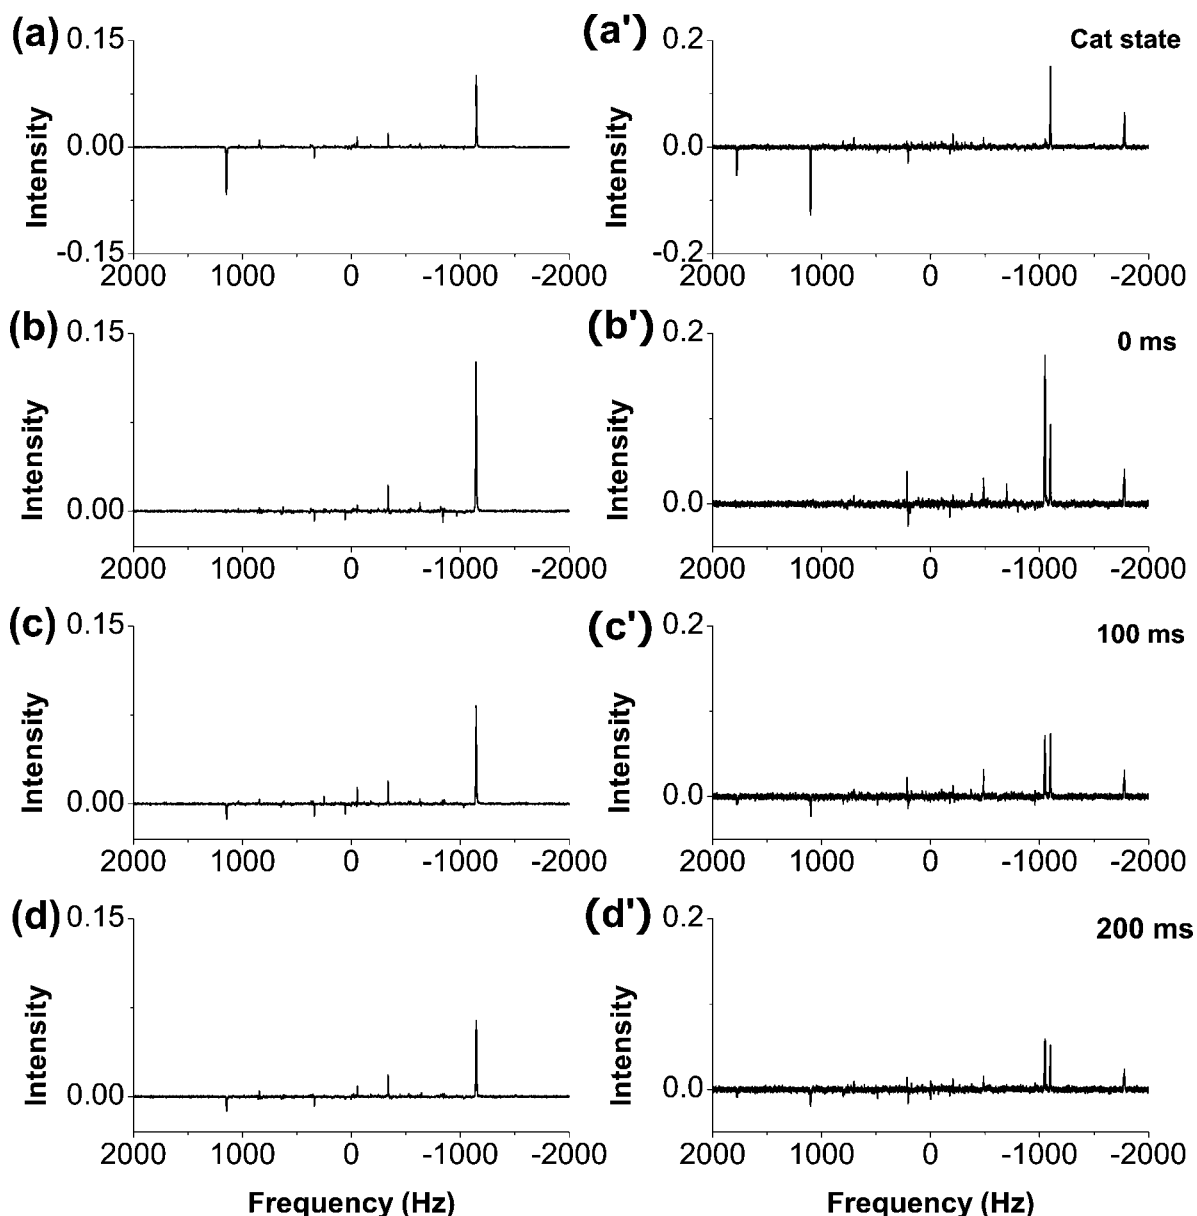 (a)
0.15
0.00
-0.15
Intensity
2000 1000 0 -1000 -2000
(a')
0.2
0.0
-0.2
Intensity
Cat state
2000 1000 0 -1000 -2000
(b)
0.15
0.00
Intensity
2000 1000 0 -1000 -2000
(b')
0.2
0.0
Intensity
0 ms
2000 1000 0 -1000 -2000
(c)
0.15
0.00
Intensity
2000 1000 0 -1000 -2000
(c')
0.2
0.0
Intensity
100 ms
2000 1000 0 -1000 -2000
(d)
0.15
0.00
Intensity
2000 1000 0 -1000 -2000
Frequency (Hz)
(d')
0.2
0.0
Intensity
200 ms
2000 1000 0 -1000 -2000
Frequency (Hz)